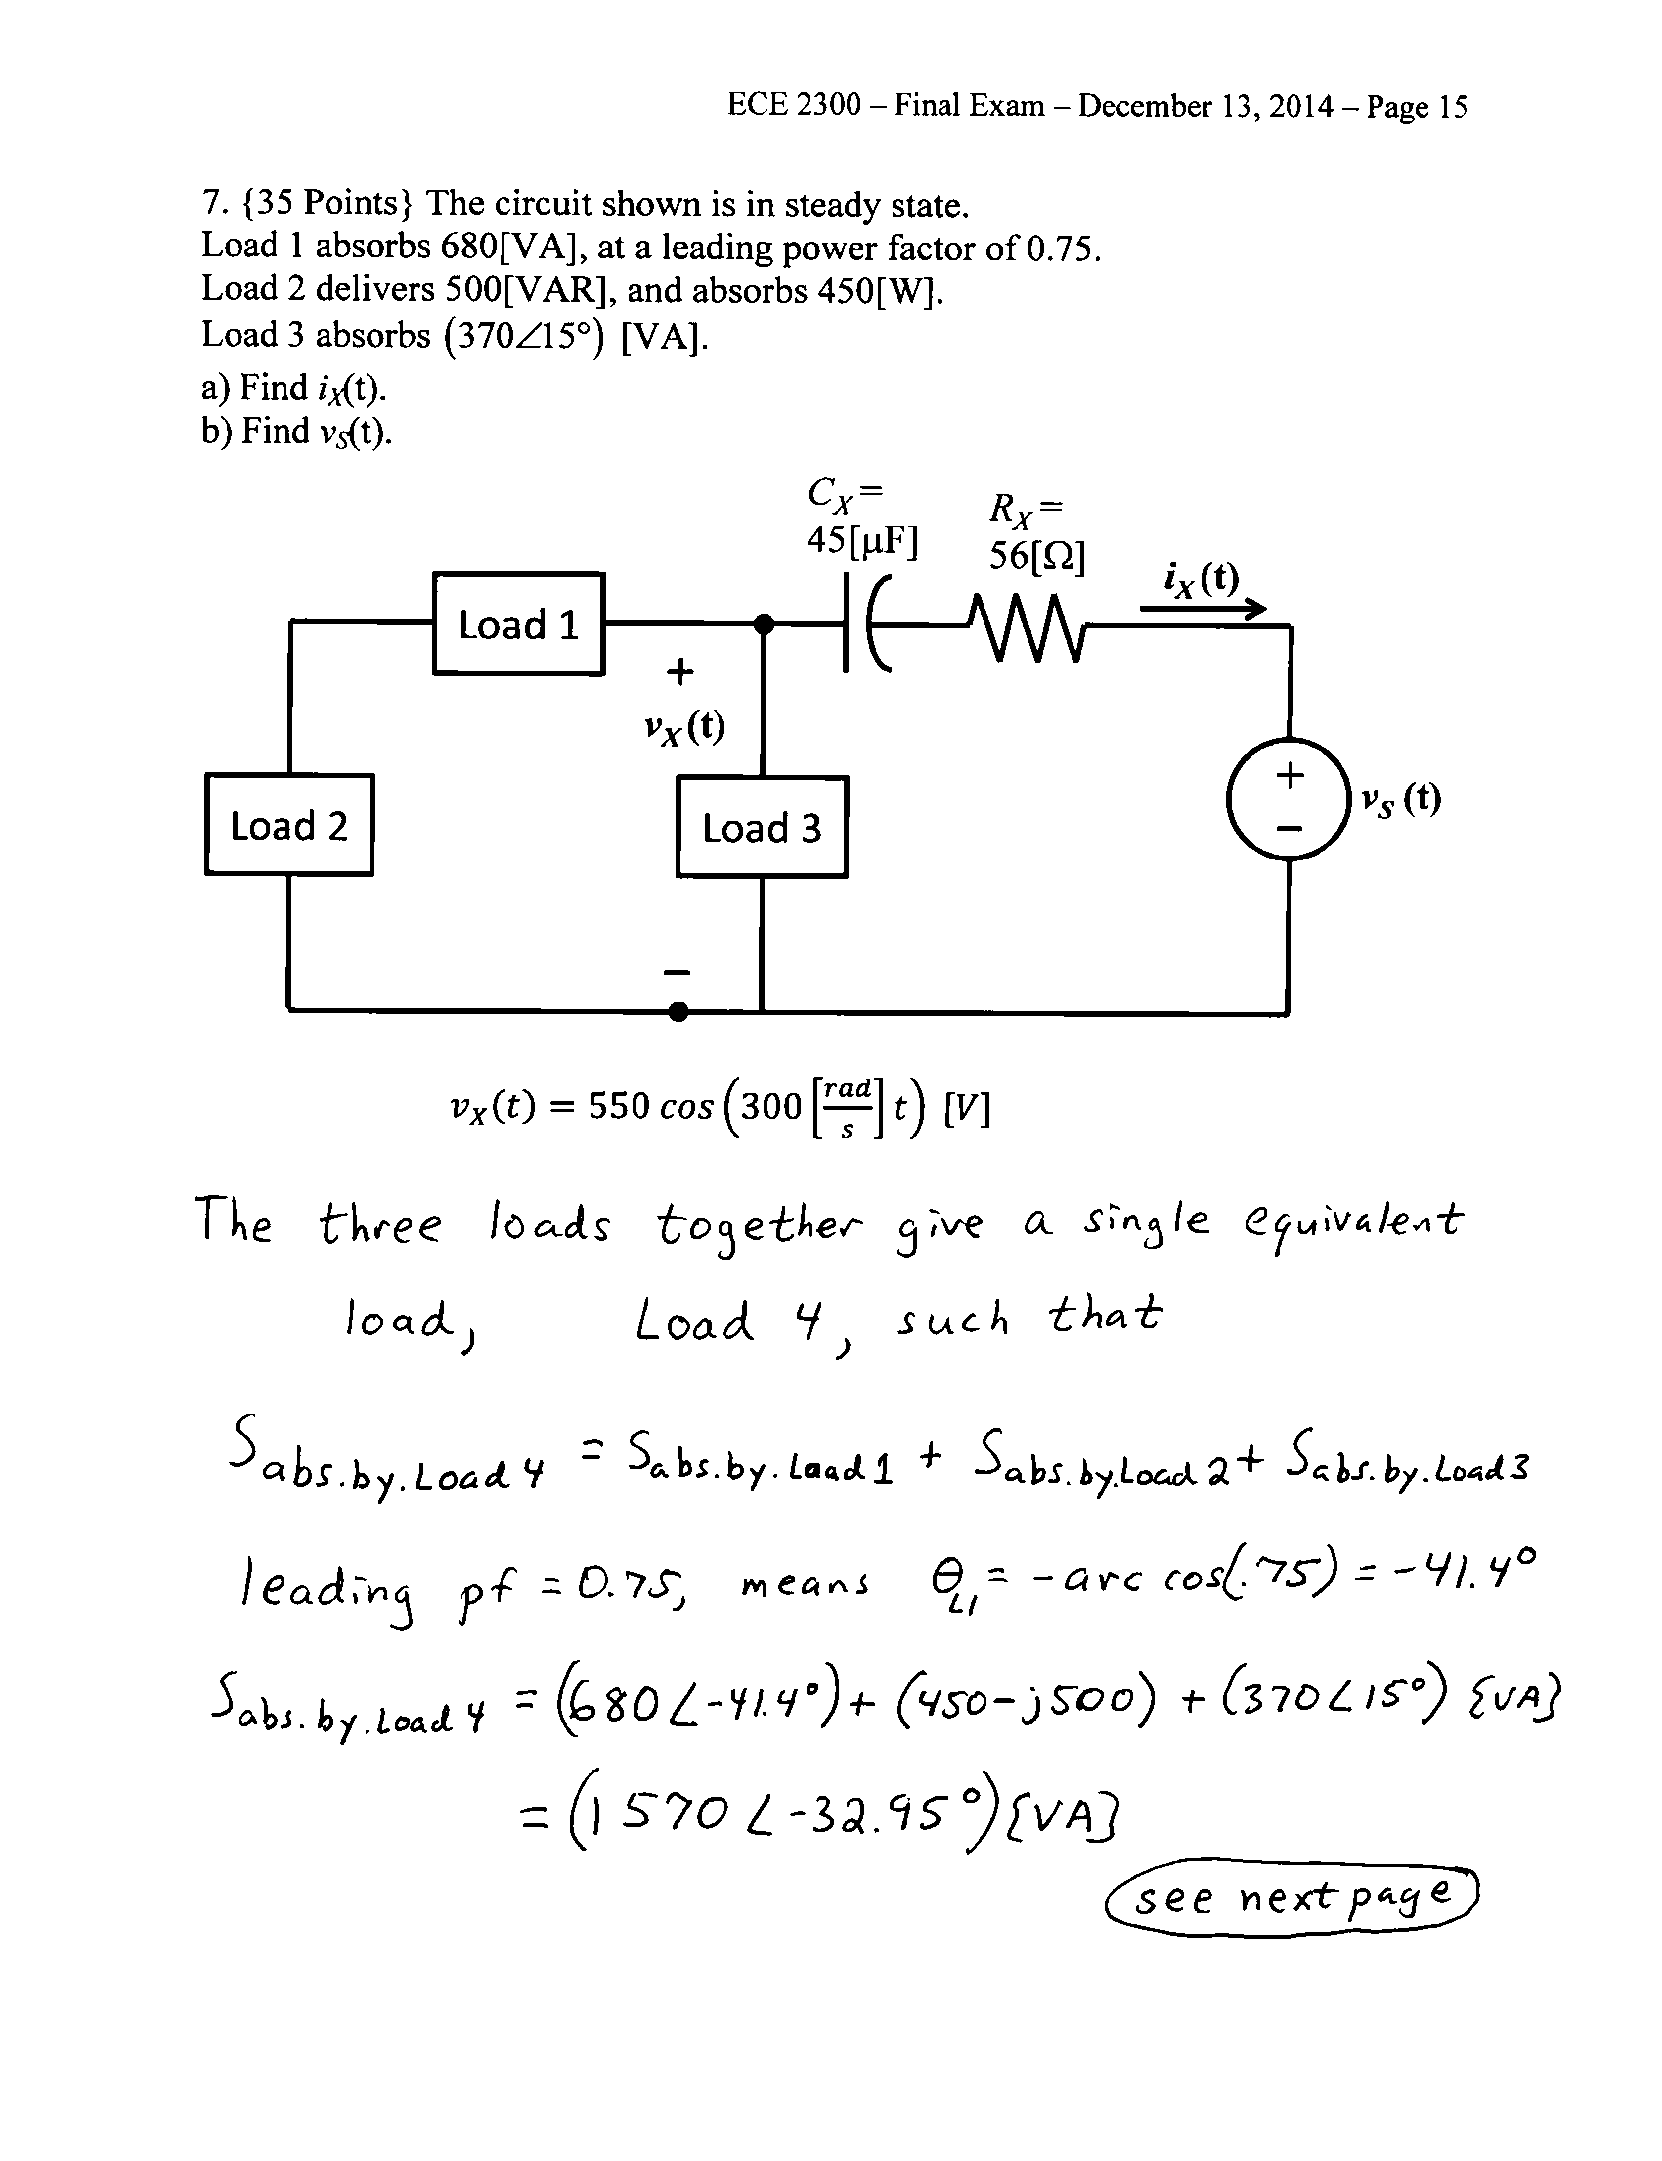 ECE 2300 – Final Exam – December 13, 2014 – Page 15
7. {35 Points} The circuit shown is in steady state.
Load 1 absorbs 680[VA], at a leading power factor of 0.75.
Load 2 delivers 500[VAR], and absorbs 450[W].
Load 3 absorbs (370∠15°) [VA].
a) Find iX(t).
b) Find vS(t).
CX=
45[μF]
RX=
56[Ω]
iX(t)
Load 1
+
vX(t)
Load 2
Load 3
+
−
vS (t)
−
vX(t) = 550 cos(300 [rad/s] t) [V]
The three loads together give a single equivalent
load, Load 4, such that
Sabs.by.Load 4 = Sabs.by.Load 1 + Sabs.by.Load 2 + Sabs.by.Load 3
leading pf = 0.75, means θL1 = -arc cos(.75) = -41.4°
Sabs.by.Load 4 = (680∠-41.4°) + (450-j500) + (370∠15°) [VA]
= (1570∠-32.95°)[VA]
see next page